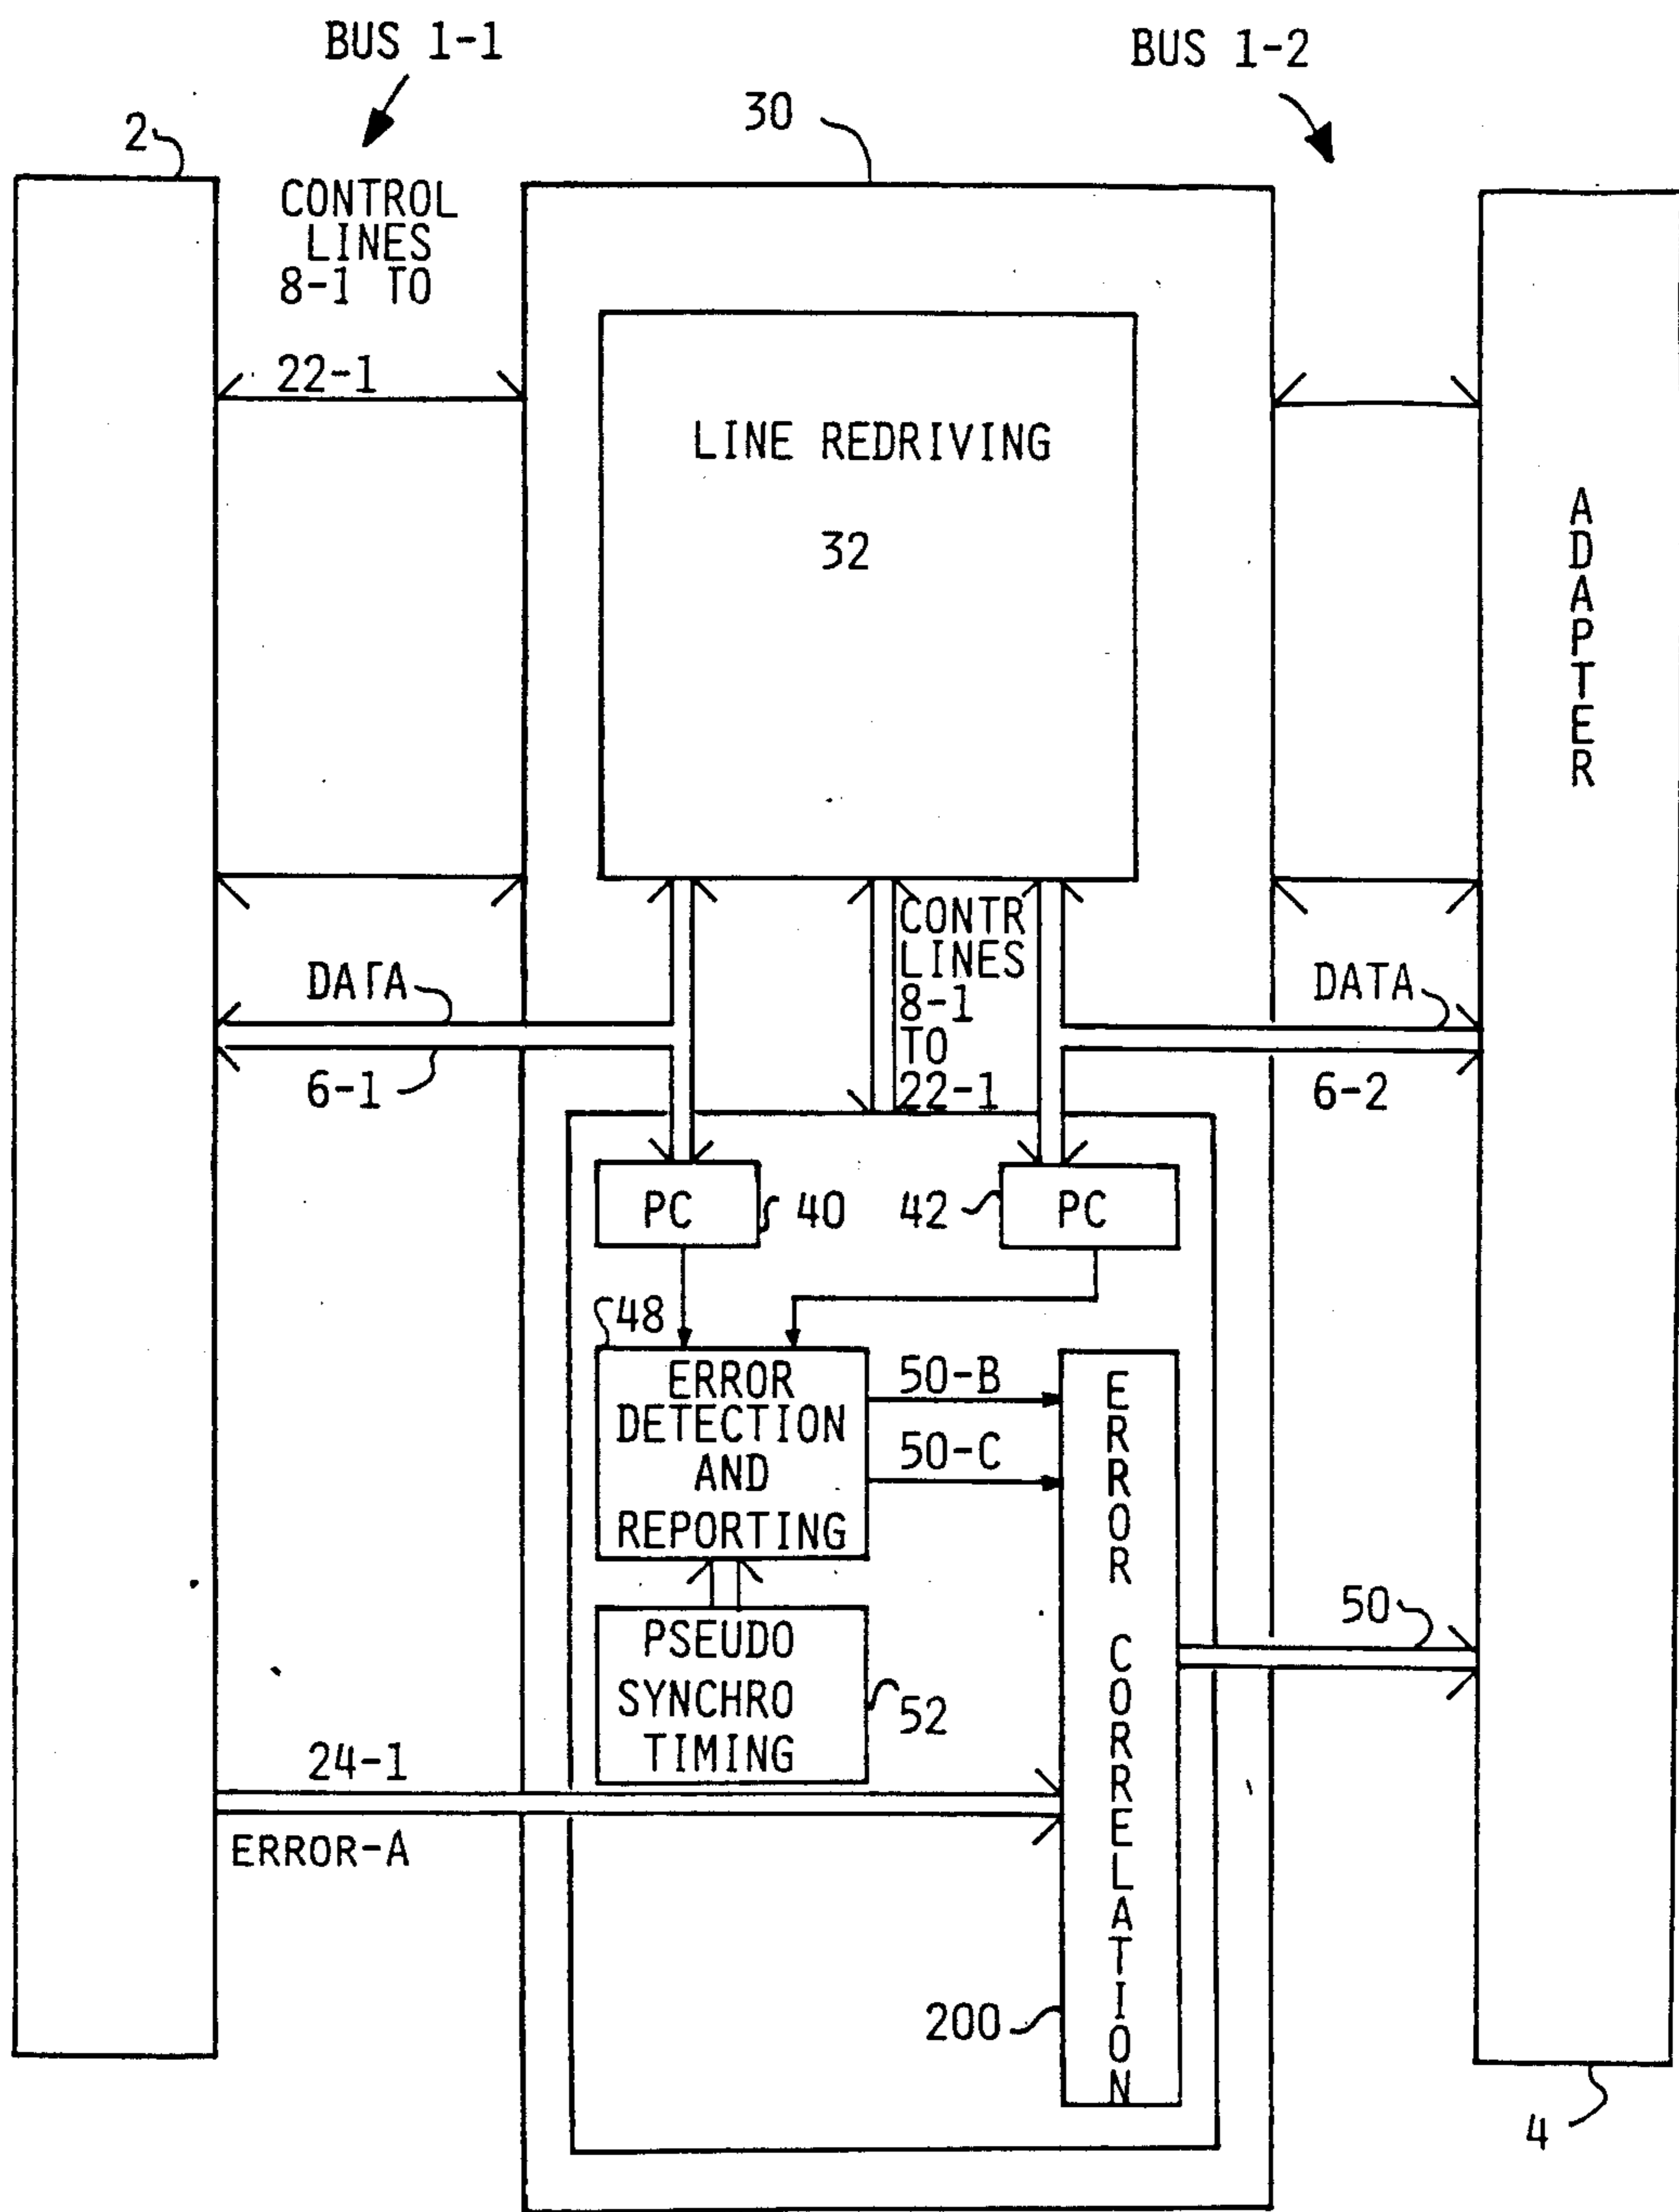 BUS 1-1
BUS 1-2
2
30
CONTROL
LINES
8-1 TO
22-1
LINE REDRIVING
32
ADAPTER
CONTR
LINES
8-1
TO
22-1
DATA
6-1
DATA
6-2
PC
40
42
PC
48
ERROR
DETECTION
AND
REPORTING
50-B
50-C
ERROR CORRELATION
PSEUDO
SYNCHRO
TIMING
52
50
24-1
ERROR-A
200
4